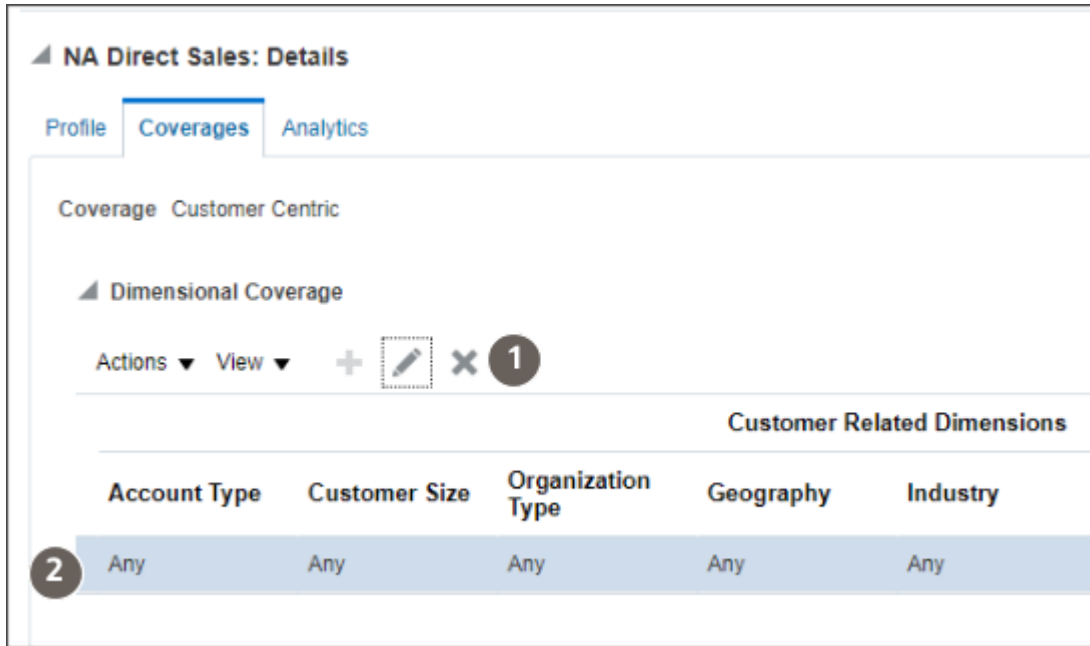 NA Direct Sales: Details
Profile Coverages Analytics
Coverage Customer Centric
Dimensional Coverage
Actions View 1
Customer Related Dimensions
Account Type Customer Size Organization Type Geography Industry
2 Any Any Any Any Any